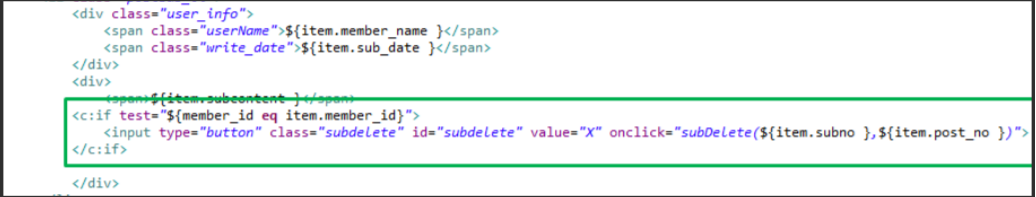 <div class="user_info">
<span class="userName">${item.member_name }</span>
<span class="write_date">${item.sub_date }</span>
</div>
<div>
<span>${item.subcontent }</span>
<c:if test="${member_id eq item.member_id}">
<input type="button" class="subdelete" id="subdelete" value="X" onclick="subDelete(${item.subno },${item.post_no })">
</c:if>
</div>